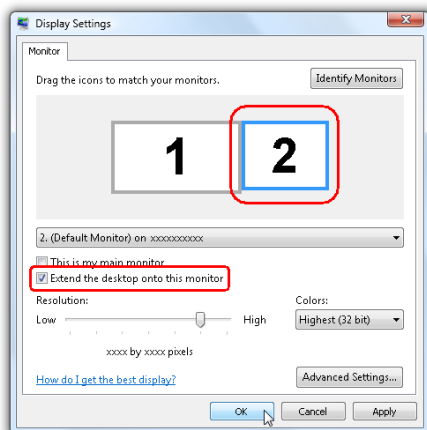 Display Settings
Monitor
Drag the icons to match your monitors.
Identify Monitors
1
2
2. (Default Monitor) on xxxxxxxxxx
This is my main monitor
Extend the desktop onto this monitor
Resolution:
Colors:
Low
High
Highest (32 bit)
xxxx by xxxx pixels
How do I get the best display?
Advanced Settings...
OK
Cancel
Apply